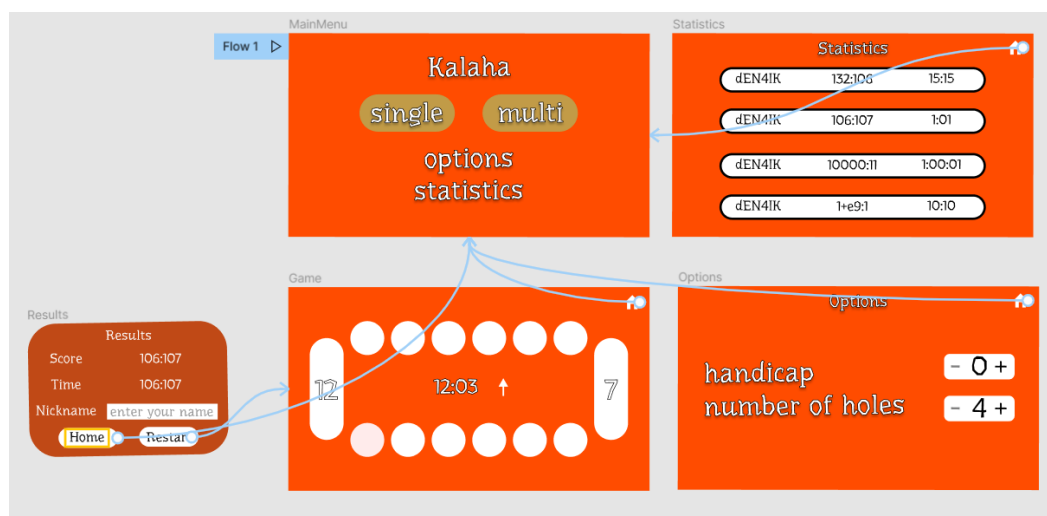 MainMenu
Flow 1
Kalaha
single multi
options
statistics
Statistics
Statistics
dEN4IK 132:106 15:15
dEN4IK 106:107 1:01
dEN4IK 10000:11 1:00:01
dEN4IK 1+e9:1 10:10
Results
Results
Score 106:107
Time 106:107
Nickname enter your name
Home Restar
Game
12 12:03 7
Options
Options
handicap - 0 +
number of holes - 4 +